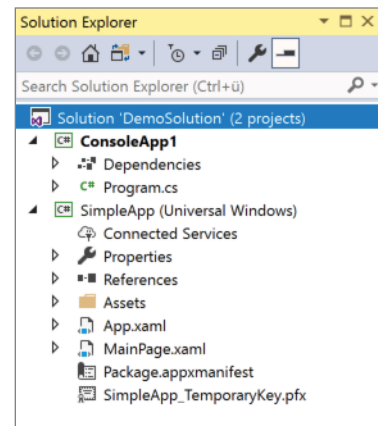 Solution Explorer
Search Solution Explorer (Ctrl+ü)
Solution 'DemoSolution' (2 projects)
C# ConsoleApp1
Dependencies
C# Program.cs
C# SimpleApp (Universal Windows)
Connected Services
Properties
References
Assets
App.xaml
MainPage.xaml
Package.appxmanifest
SimpleApp_TemporaryKey.pfx